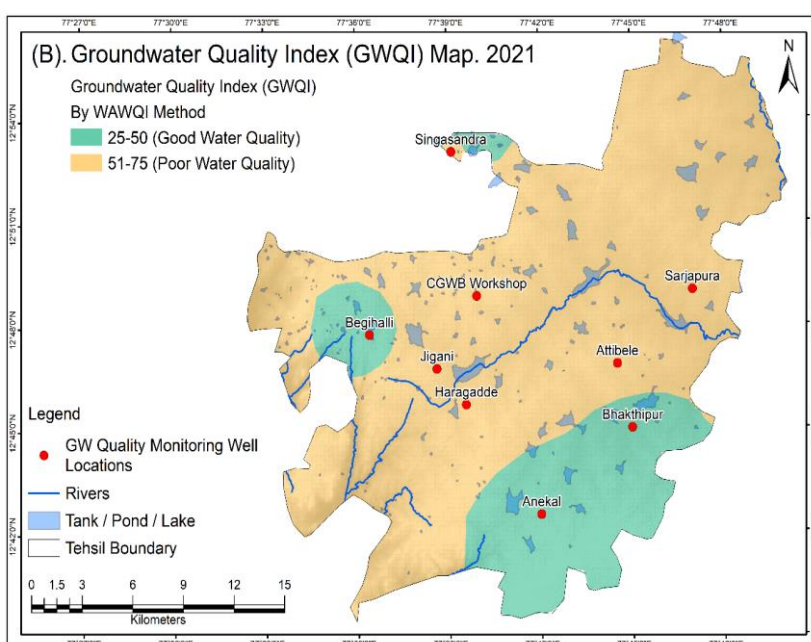 77°27'0"E 77°30'0"E 77°33'0"E 77°36'0"E 77°39'0"E 77°42'0"E 77°45'0"E 77°48'0"E
(B). Groundwater Quality Index (GWQI) Map. 2021
N
Groundwater Quality Index (GWQI)
By WAWQI Method
25-50 (Good Water Quality)
51-75 (Poor Water Quality)
12°54'0"N
12°51'0"N
12°48'0"N
12°45'0"N
12°42'0"N
Singasandra
CGWB Workshop
Sarjapura
Begihalli
Jigani
Attibele
Haragadde
Bhakthipur
Anekal
Legend
GW Quality Monitoring Well
Locations
Rivers
Tank / Pond / Lake
Tehsil Boundary
0 1.5 3 6 9 12 15
Kilometers